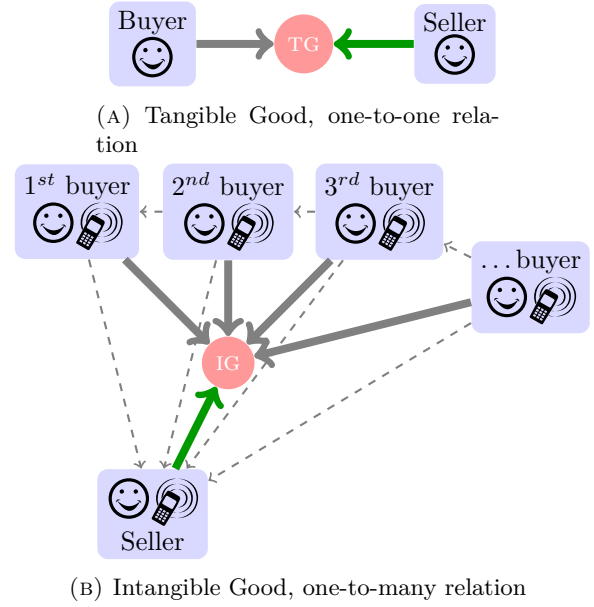 Buyer
TG
Seller
(A) Tangible Good, one-to-one rela-
tion
1st buyer
2nd buyer
3rd buyer
...buyer
IG
Seller
(B) Intangible Good, one-to-many relation